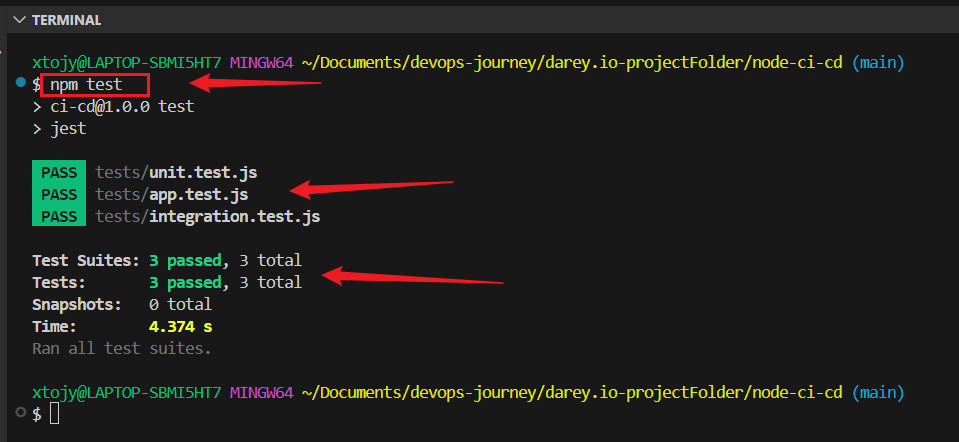 TERMINAL
xtojy@LAPTOP-SBMI5HT7 MINGW64 ~/Documents/devops-journey/darey.io-projectFolder/node-ci-cd (main)
$ npm test
> ci-cd@1.0.0 test
> jest
PASS tests/unit.test.js
PASS tests/app.test.js
PASS tests/integration.test.js
Test Suites: 3 passed, 3 total
Tests: 3 passed, 3 total
Snapshots: 0 total
Time: 4.374 s
Ran all test suites.
xtojy@LAPTOP-SBMI5HT7 MINGW64 ~/Documents/devops-journey/darey.io-projectFolder/node-ci-cd (main)
$